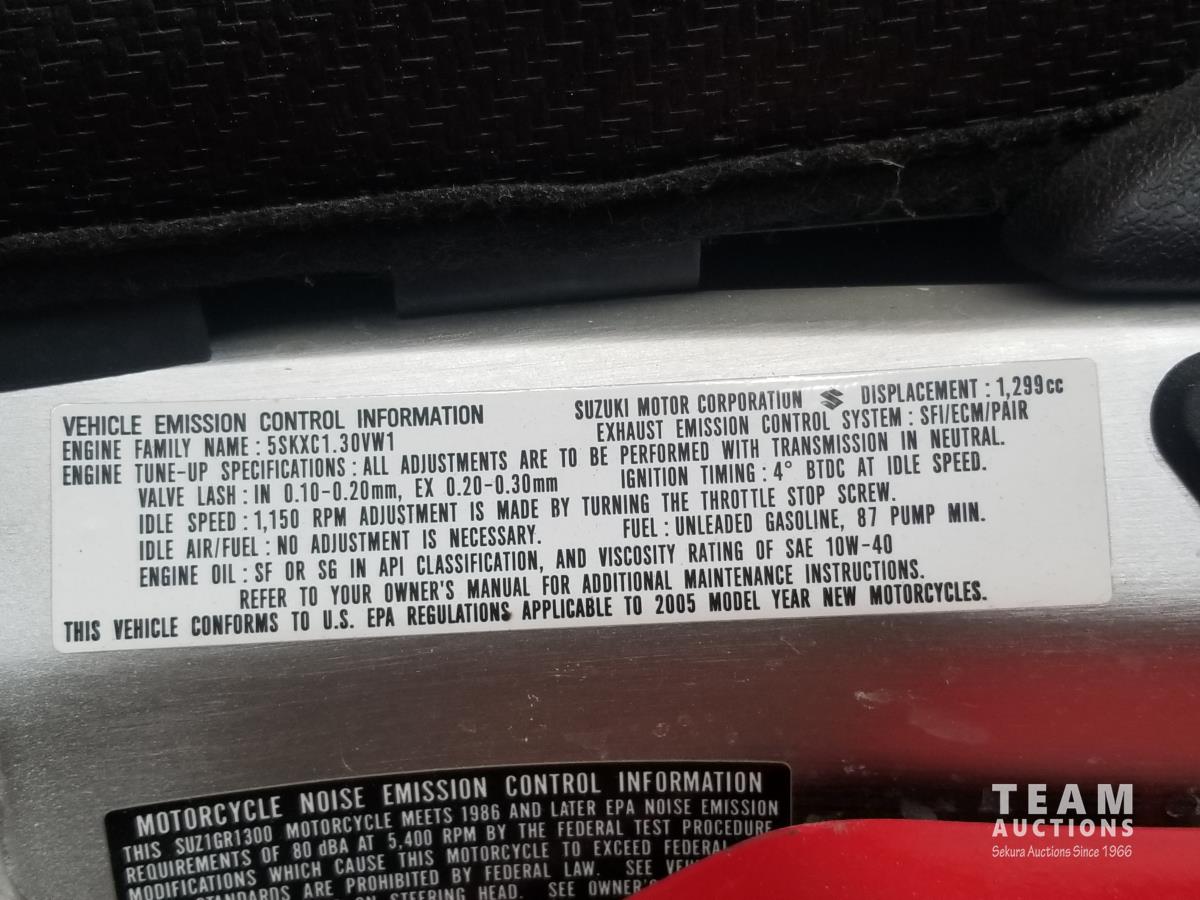 VEHICLE EMISSION CONTROL INFORMATION SUZUKI MOTOR CORPORATION DISPLACEMENT : 1,299cc
ENGINE FAMILY NAME : 5SKXC1.30VW1 EXHAUST EMISSION CONTROL SYSTEM : SFI/ECM/PAIR
ENGINE TUNE-UP SPECIFICATIONS : ALL ADJUSTMENTS ARE TO BE PERFORMED WITH TRANSMISSION IN NEUTRAL.
VALVE LASH : IN 0.10-0.20mm, EX 0.20-0.30mm IGNITION TIMING : 4° BTDC AT IDLE SPEED.
IDLE SPEED : 1,150 RPM ADJUSTMENT IS MADE BY TURNING THE THROTTLE STOP SCREW.
IDLE AIR/FUEL : NO ADJUSTMENT IS NECESSARY. FUEL : UNLEADED GASOLINE, 87 PUMP MIN.
ENGINE OIL : SF OR SG IN API CLASSIFICATION, AND VISCOSITY RATING OF SAE 10W-40
REFER TO YOUR OWNER'S MANUAL FOR ADDITIONAL MAINTENANCE INSTRUCTIONS.
THIS VEHICLE CONFORMS TO U.S. EPA REGULATIONS APPLICABLE TO 2005 MODEL YEAR NEW MOTORCYCLES.
MOTORCYCLE NOISE EMISSION CONTROL INFORMATION
THIS SUZ1GR1300 MOTORCYCLE MEETS 1986 AND LATER EPA NOISE EMISSION
REQUIREMENTS OF 80 dBA AT 5,400 RPM BY THE FEDERAL TEST PROCEDURE
MODIFICATIONS WHICH CAUSE THIS MOTORCYCLE TO EXCEED FEDERAL
STANDARDS ARE PROHIBITED BY FEDERAL LAW. SEE
ON STEERING HEAD. SEE OWNER'S
TEAM
AUCTIONS
Sekura Auctions Since 1966